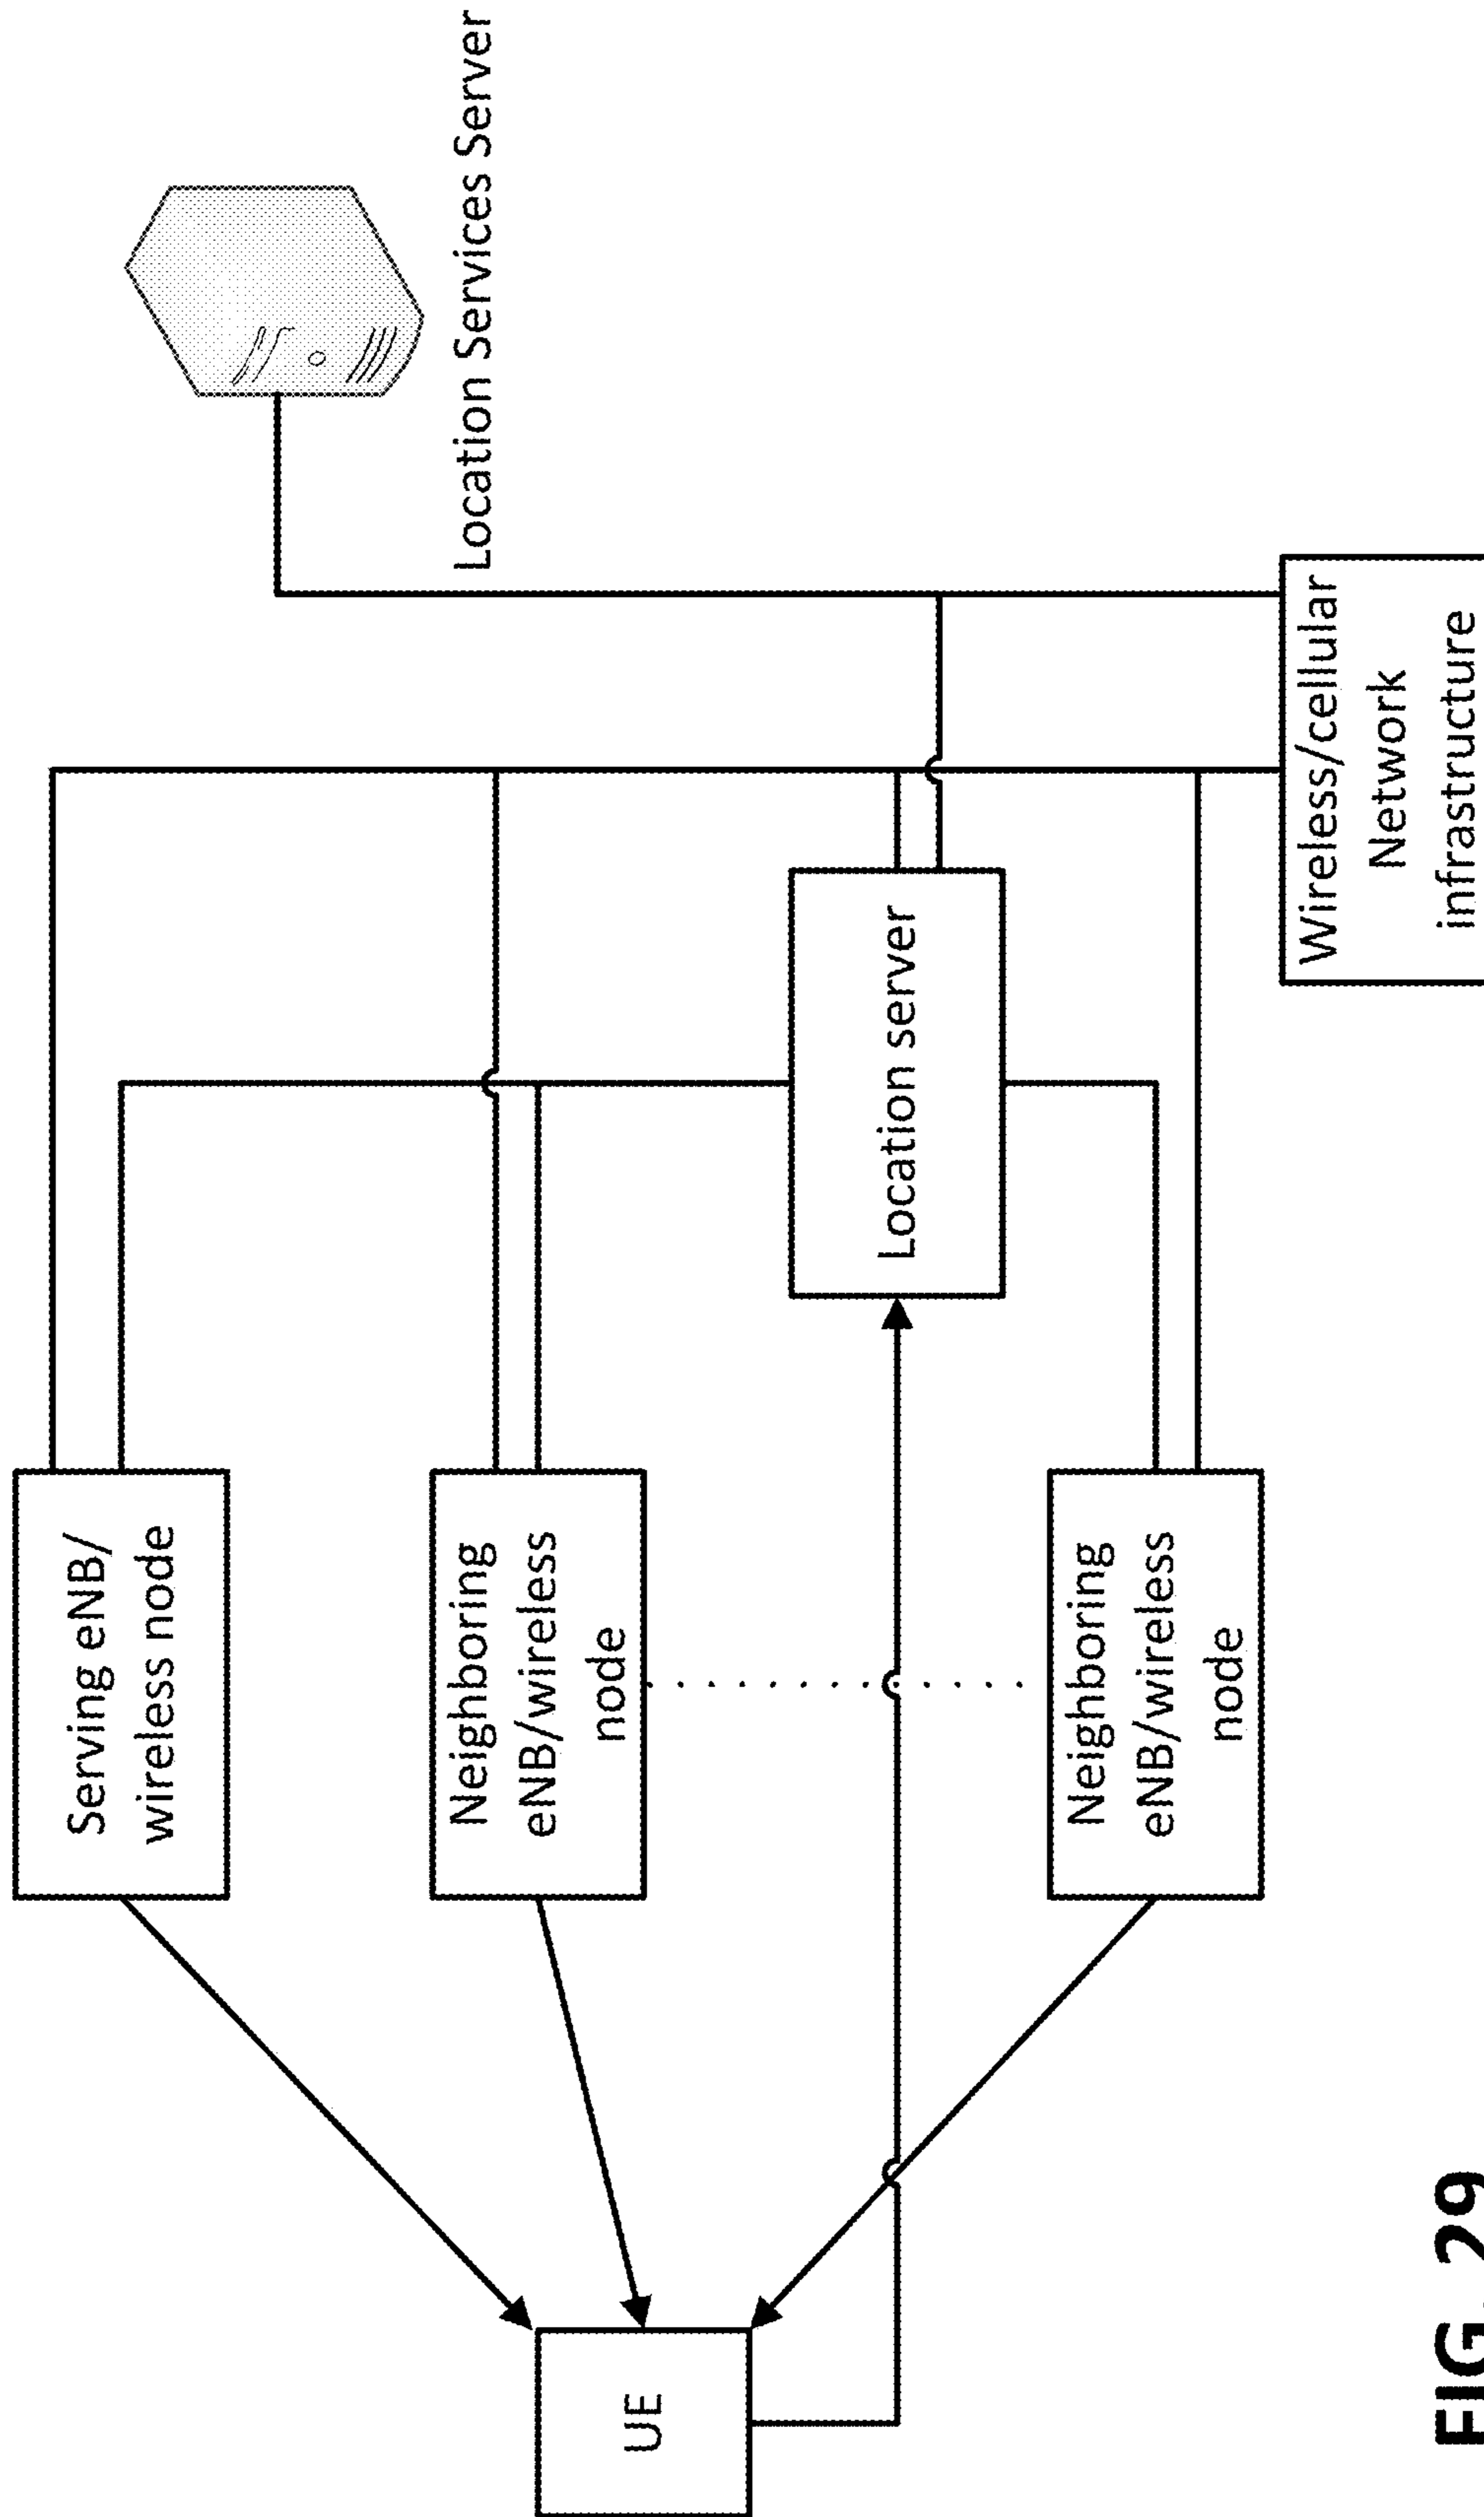 Serving eNB/
wireless node
Location Services Server
Neighboring
eNB/wireless
node
UE
Location server
Neighboring
eNB/wireless
node
Wireless/cellular
Network
infrastructure
FIG. 29